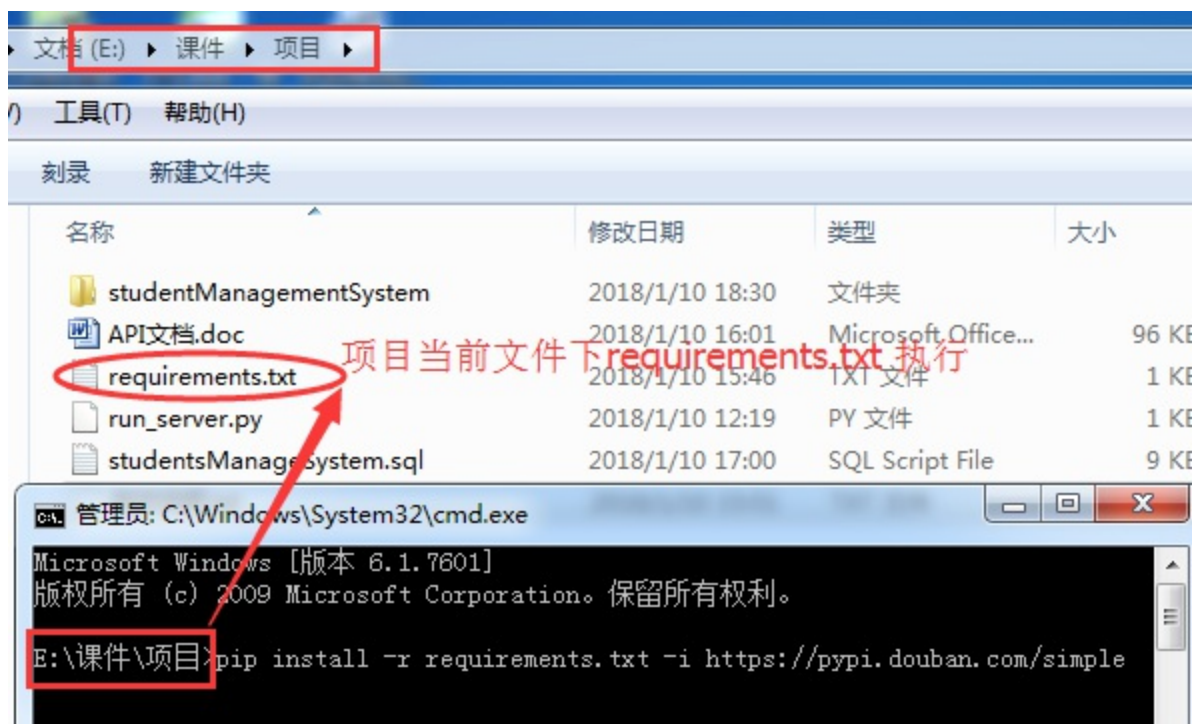 文档 (E:) 课件 项目
) 工具(T) 帮助(H)
刻录 新建文件夹
名称 修改日期 类型 大小
studentManagementSystem 2018/1/10 18:30 文件夹
API文档.doc 2018/1/10 16:01 Microsoft Office... 96 KB
项目当前文件下requirements.txt 执行
requirements.txt 2018/1/10 15:46 TXT 文件 1 KB
run_server.py 2018/1/10 12:19 PY 文件 1 KB
studentsManageSystem.sql 2018/1/10 17:00 SQL Script File 9 KB
管理员: C:\Windows\System32\cmd.exe
Microsoft Windows [版本 6.1.7601]
版权所有 (c) 2009 Microsoft Corporation。保留所有权利。
E:\课件\项目>pip install -r requirements.txt -i https://pypi.douban.com/simple